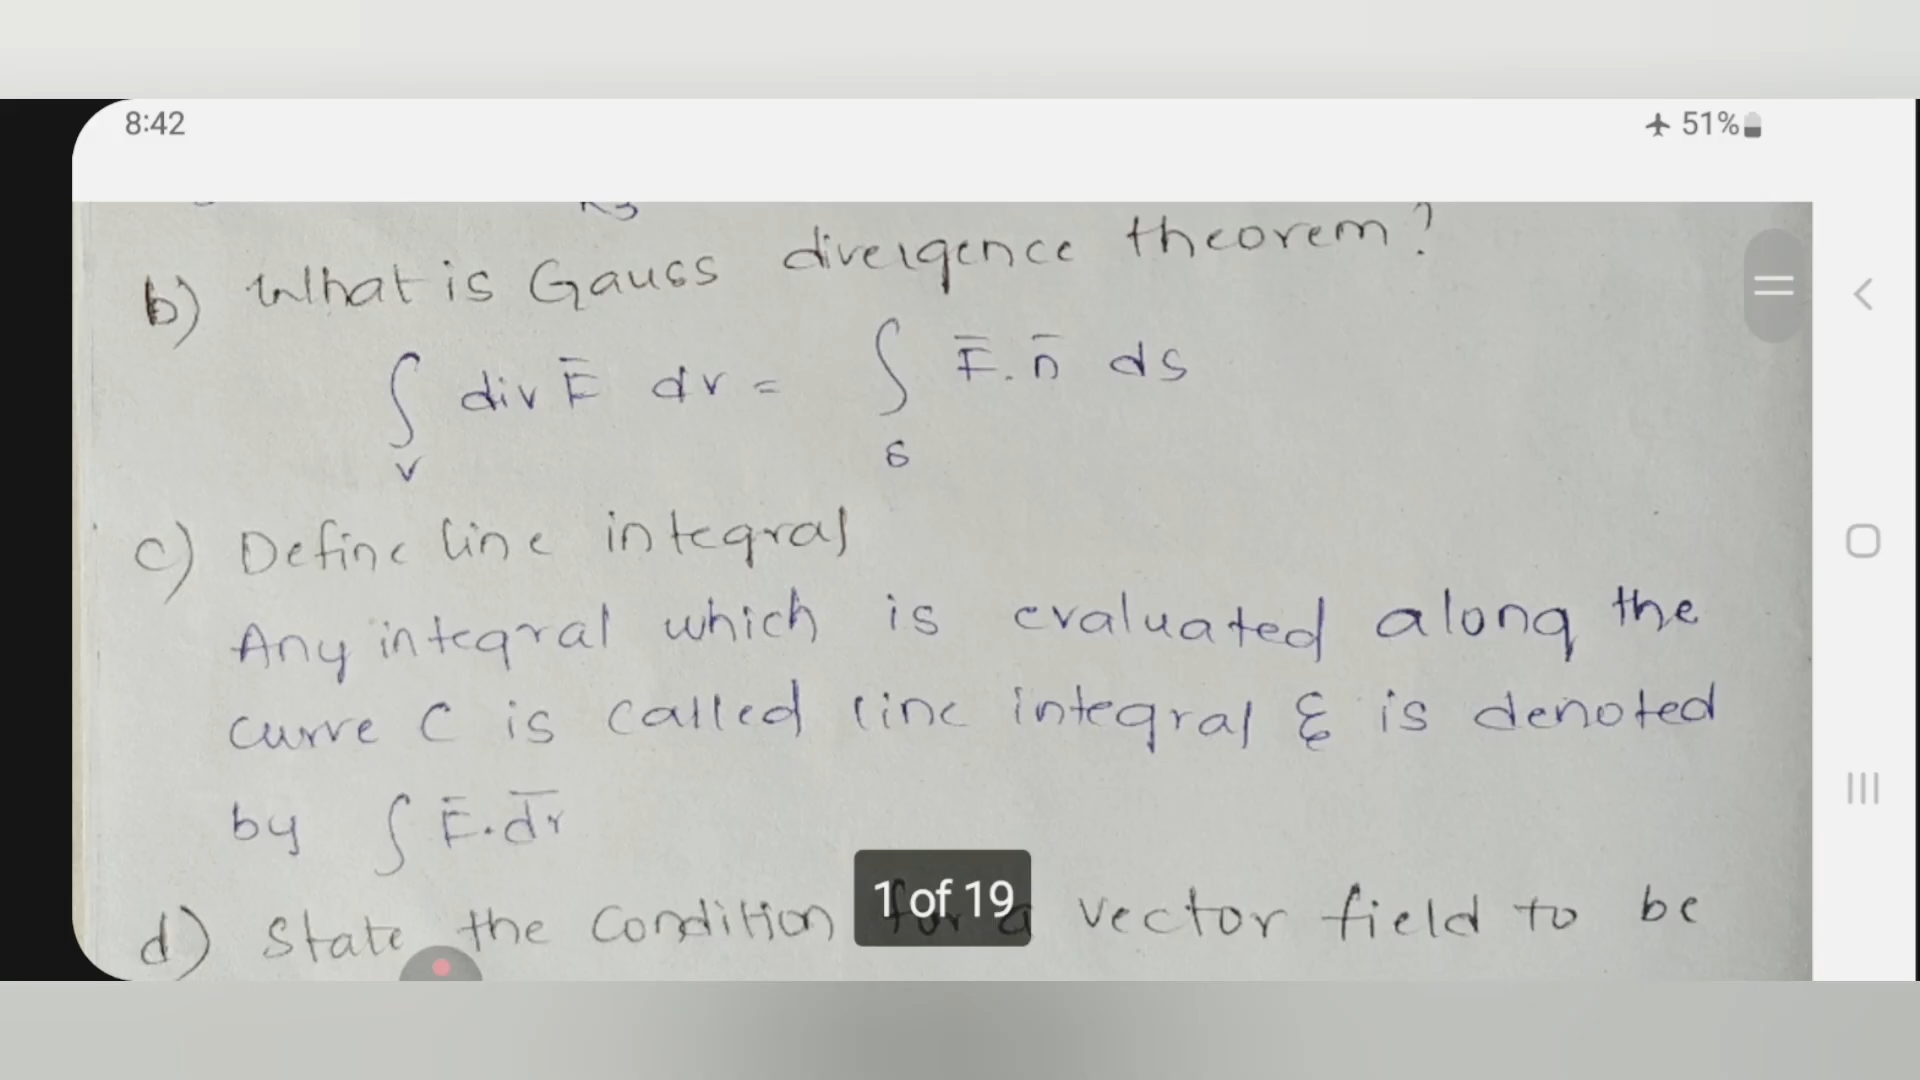 8:42
51%
b) What is Gauss divergence theorem?
∫ div F̄ dv = ∫ F̄.n̄ ds
v s
c) Define line integral
Any integral which is evaluated along the
curve C is called line integral & is denoted
by ∫ F̄.d̄r̄
d) State the condition for a vector field to be
1 of 19